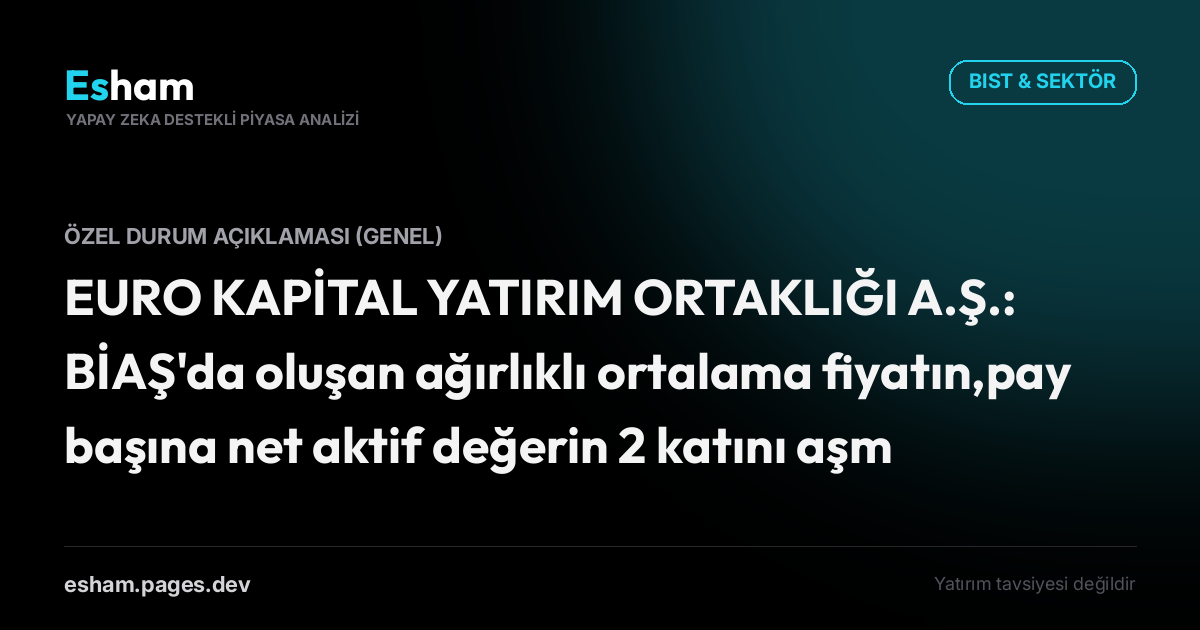 Esham
YAPAY ZEKA DESTEKLİ PİYASA ANALİZİ
BIST & SEKTÖR
ÖZEL DURUM AÇIKLAMASI (GENEL)
EURO KAPİTAL YATIRIM ORTAKLIĞI A.Ş.:
BİAŞ'da oluşan ağırlıklı ortalama fiyatın,pay
başına net aktif değerin 2 katını aşm
esham.pages.dev
Yatırım tavsiyesi değildir